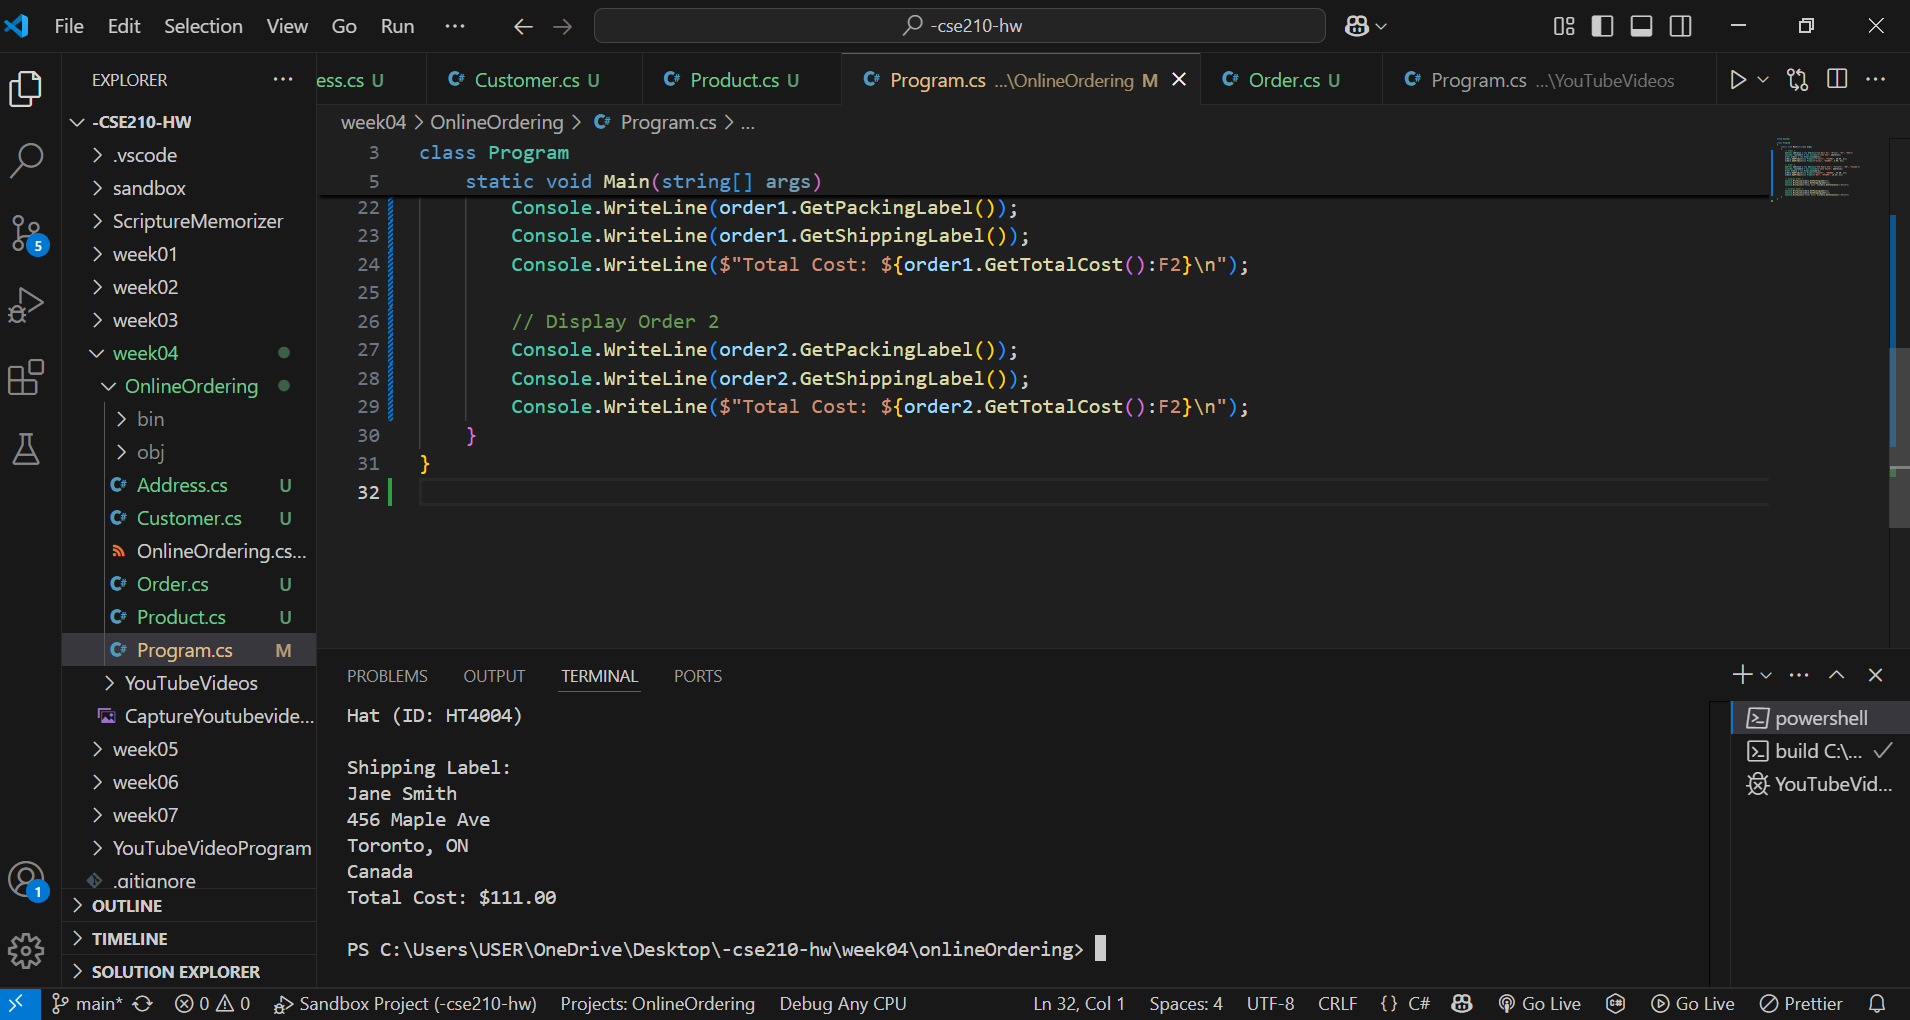 File Edit Selection View Go Run ···
-cse210-hw
EXPLORER ···
-CSE210-HW
.vscode
sandbox
ScriptureMemorizer
week01
week02
week03
week04
OnlineOrdering
bin
obj
Address.cs U
Customer.cs U
OnlineOrdering.cs...
Order.cs U
Product.cs U
Program.cs M
YouTubeVideos
CaptureYoutubevide...
week05
week06
week07
YouTubeVideoProgram
.gitignore
OUTLINE
TIMELINE
SOLUTION EXPLORER
5
1
ess.cs U C# Customer.cs U C# Product.cs U C# Program.cs ...\OnlineOrdering M C# Order.cs U C# Program.cs ...\YouTubeVideos
week04 > OnlineOrdering > C# Program.cs > ...
3 class Program
5 static void Main(string[] args)
22 Console.WriteLine(order1.GetPackingLabel());
23 Console.WriteLine(order1.GetShippingLabel());
24 Console.WriteLine($"Total Cost: ${order1.GetTotalCost():F2}\n");
25
26 // Display Order 2
27 Console.WriteLine(order2.GetPackingLabel());
28 Console.WriteLine(order2.GetShippingLabel());
29 Console.WriteLine($"Total Cost: ${order2.GetTotalCost():F2}\n");
30 }
31 }
32
PROBLEMS OUTPUT TERMINAL PORTS
Hat (ID: HT4004)
Shipping Label:
Jane Smith
456 Maple Ave
Toronto, ON
Canada
Total Cost: $111.00
PS C:\Users\USER\OneDrive\Desktop\-cse210-hw\week04\onlineOrdering>
powershell
build C:\...
YouTubeVid...
main* 0 0 Sandbox Project (-cse210-hw) Projects: OnlineOrdering Debug Any CPU Ln 32, Col 1 Spaces: 4 UTF-8 CRLF {} C# Go Live Go Live Prettier